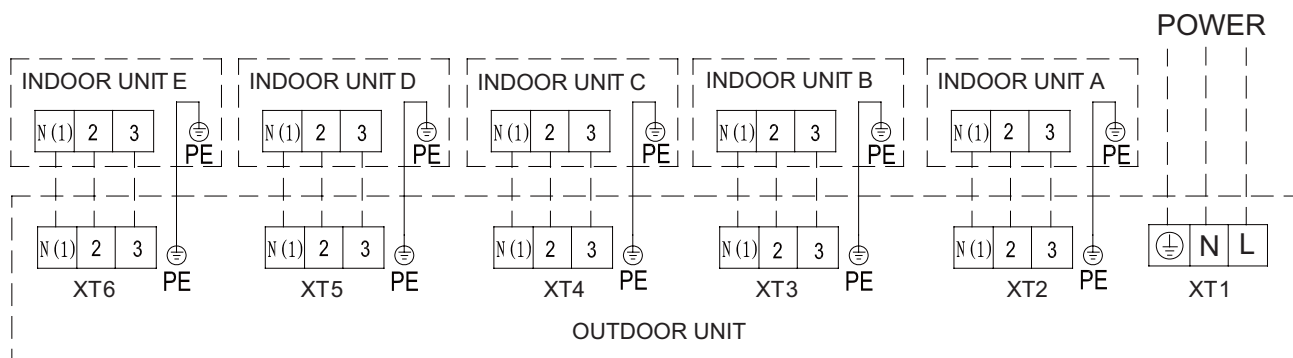 POWER
INDOOR UNIT E INDOOR UNIT D INDOOR UNIT C INDOOR UNIT B INDOOR UNIT A
N(1) 2 3 PE N(1) 2 3 PE N(1) 2 3 PE N(1) 2 3 PE N(1) 2 3 PE
N(1) 2 3 PE N(1) 2 3 PE N(1) 2 3 PE N(1) 2 3 PE N(1) 2 3 PE N L
XT6 XT5 XT4 XT3 XT2 XT1
OUTDOOR UNIT